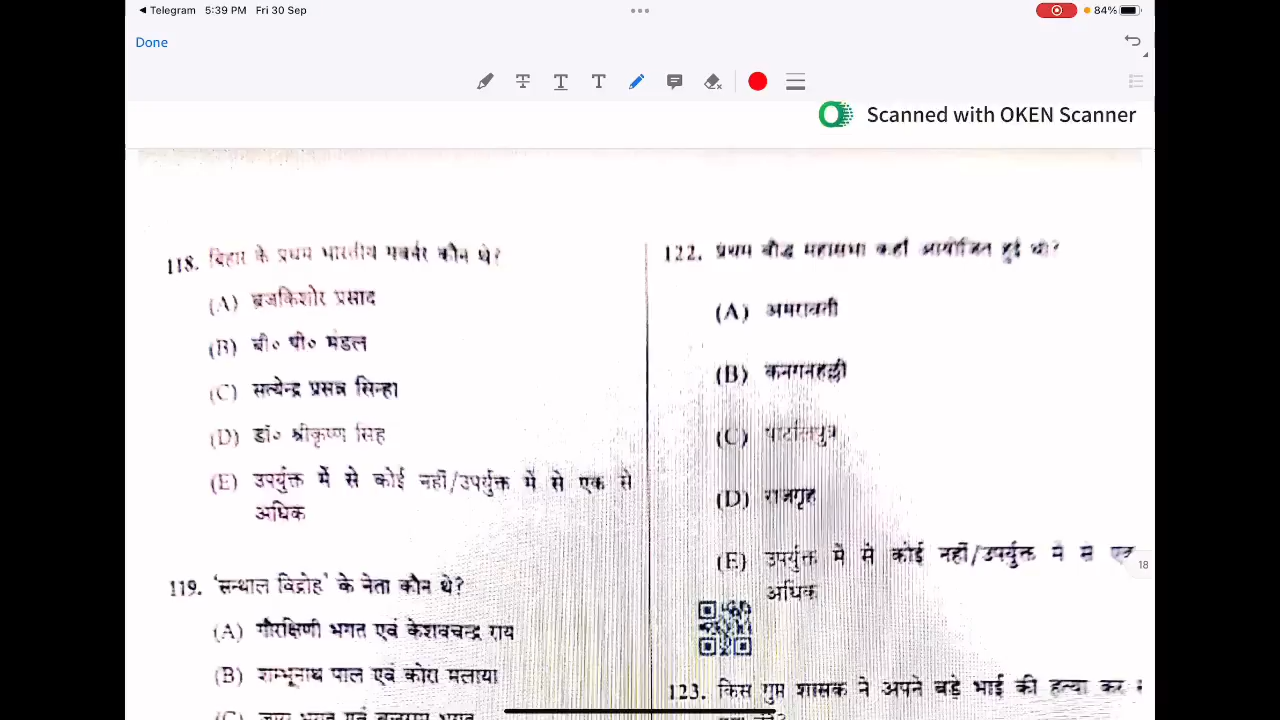 Telegram 5:39 PM Fri 30 Sep
84%
Done
Scanned with OKEN Scanner
118. बिहार के प्रथम भारतीय गवर्नर कौन थे?
(A) ब्रजकिशोर प्रसाद
(B) बी० पी० मंडल
(C) सत्येन्द्र प्रसन्न सिन्हा
(D) डॉ० श्रीकृष्ण सिंह
(E) उपर्युक्त में से कोई नहीं/उपर्युक्त में से एक से
अधिक
119. 'सन्थाल विद्रोह' के नेता कौन थे?
(A) गौरक्षिणी भगत एवं केशवचन्द्र राय
(B) शम्भूनाथ पाल एवं कोरा मलाया
122. प्रथम बौद्ध महासभा कहाँ आयोजित हुई थी?
(A) अमरावती
(B) कनगनहल्ली
(C) पाटलिपुत्र
(D) राजगृह
(E) उपर्युक्त में से कोई नहीं/उपर्युक्त में से एक
अधिक
18
123. किस गुप्त शासक ने अपने बड़े भाई की हत्या कर